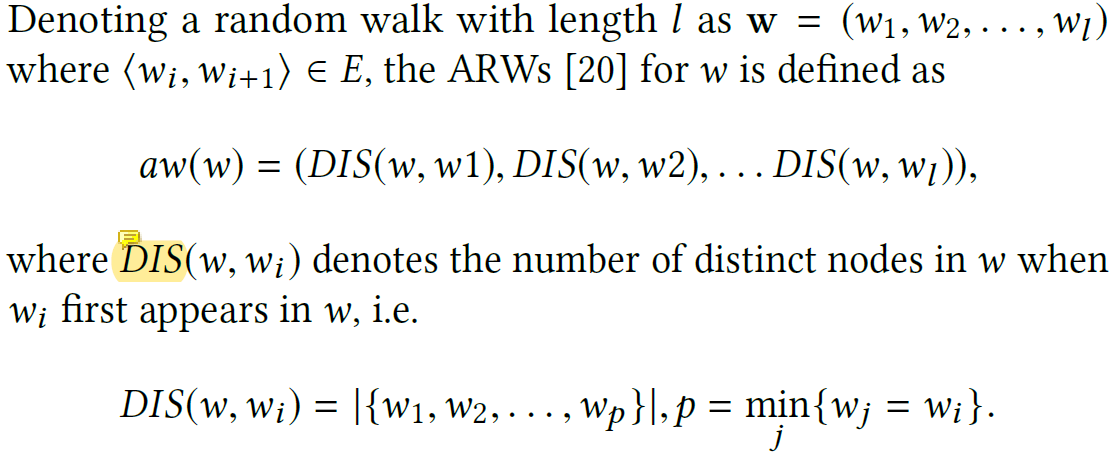 Denoting a random walk with length l as w = (w₁, w₂, . . . , wₗ)
where ⟨wᵢ, wᵢ₊₁⟩ ∈ E, the ARWs [20] for w is defined as
aw(w) = (DIS(w, w1), DIS(w, w2), . . . DIS(w, wₗ)),
where DIS(w, wᵢ) denotes the number of distinct nodes in w when
wᵢ first appears in w, i.e.
DIS(w, wᵢ) = |{w₁, w₂, . . . , wₚ}|, p = min{wⱼ = wᵢ}.
j